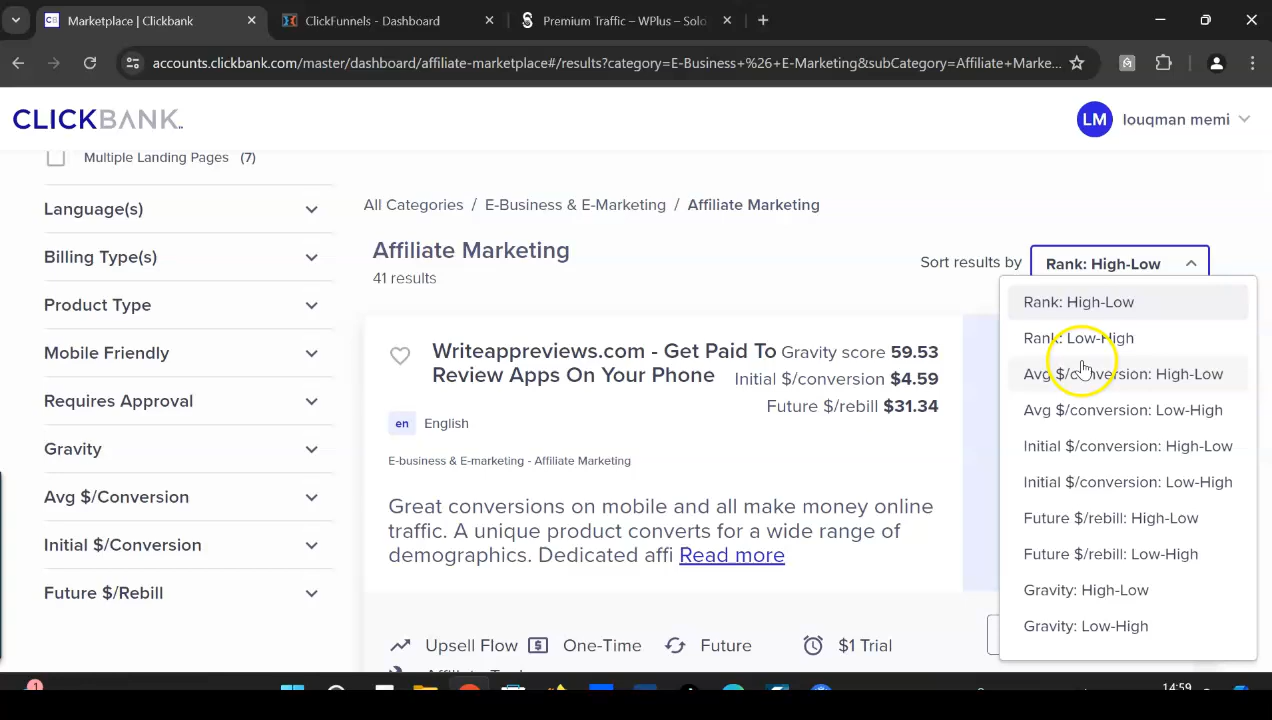 Marketplace | Clickbank
ClickFunnels - Dashboard
Premium Traffic – WPlus – Solo
accounts.clickbank.com/master/dashboard/affiliate-marketplace#/results?category=E-Business+%26+E-Marketing&subCategory=Affiliate+Marke...
CLICKBANK
LM
louqman memi
Multiple Landing Pages (7)
Language(s)
Billing Type(s)
Product Type
Mobile Friendly
Requires Approval
Gravity
Avg $/Conversion
Initial $/Conversion
Future $/Rebill
All Categories / E-Business & E-Marketing / Affiliate Marketing
Affiliate Marketing
41 results
Sort results by
Rank: High-Low
Rank: High-Low
Rank: Low-High
Avg $/conversion: High-Low
Avg $/conversion: Low-High
Initial $/conversion: High-Low
Initial $/conversion: Low-High
Future $/rebill: High-Low
Future $/rebill: Low-High
Gravity: High-Low
Gravity: Low-High
Writeappreviews.com - Get Paid To
Review Apps On Your Phone
Gravity score 59.53
Initial $/conversion $4.59
Future $/rebill $31.34
en English
E-business & E-marketing - Affiliate Marketing
Great conversions on mobile and all make money online
traffic. A unique product converts for a wide range of
demographics. Dedicated affi Read more
Upsell Flow
One-Time
Future
$1 Trial
1
14:59